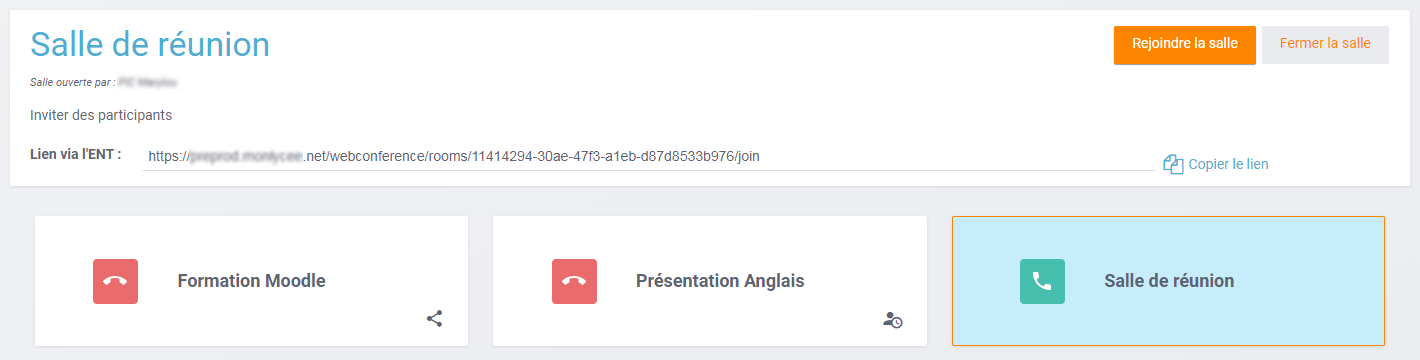 Salle de réunion
Rejoindre la salle
Fermer la salle
Salle ouverte par :
Inviter des participants
Lien via l'ENT : https:// .net/webconference/rooms/11414294-30ae-47f3-a1eb-d87d8533b976/join
Copier le lien
Formation Moodle
Présentation Anglais
Salle de réunion